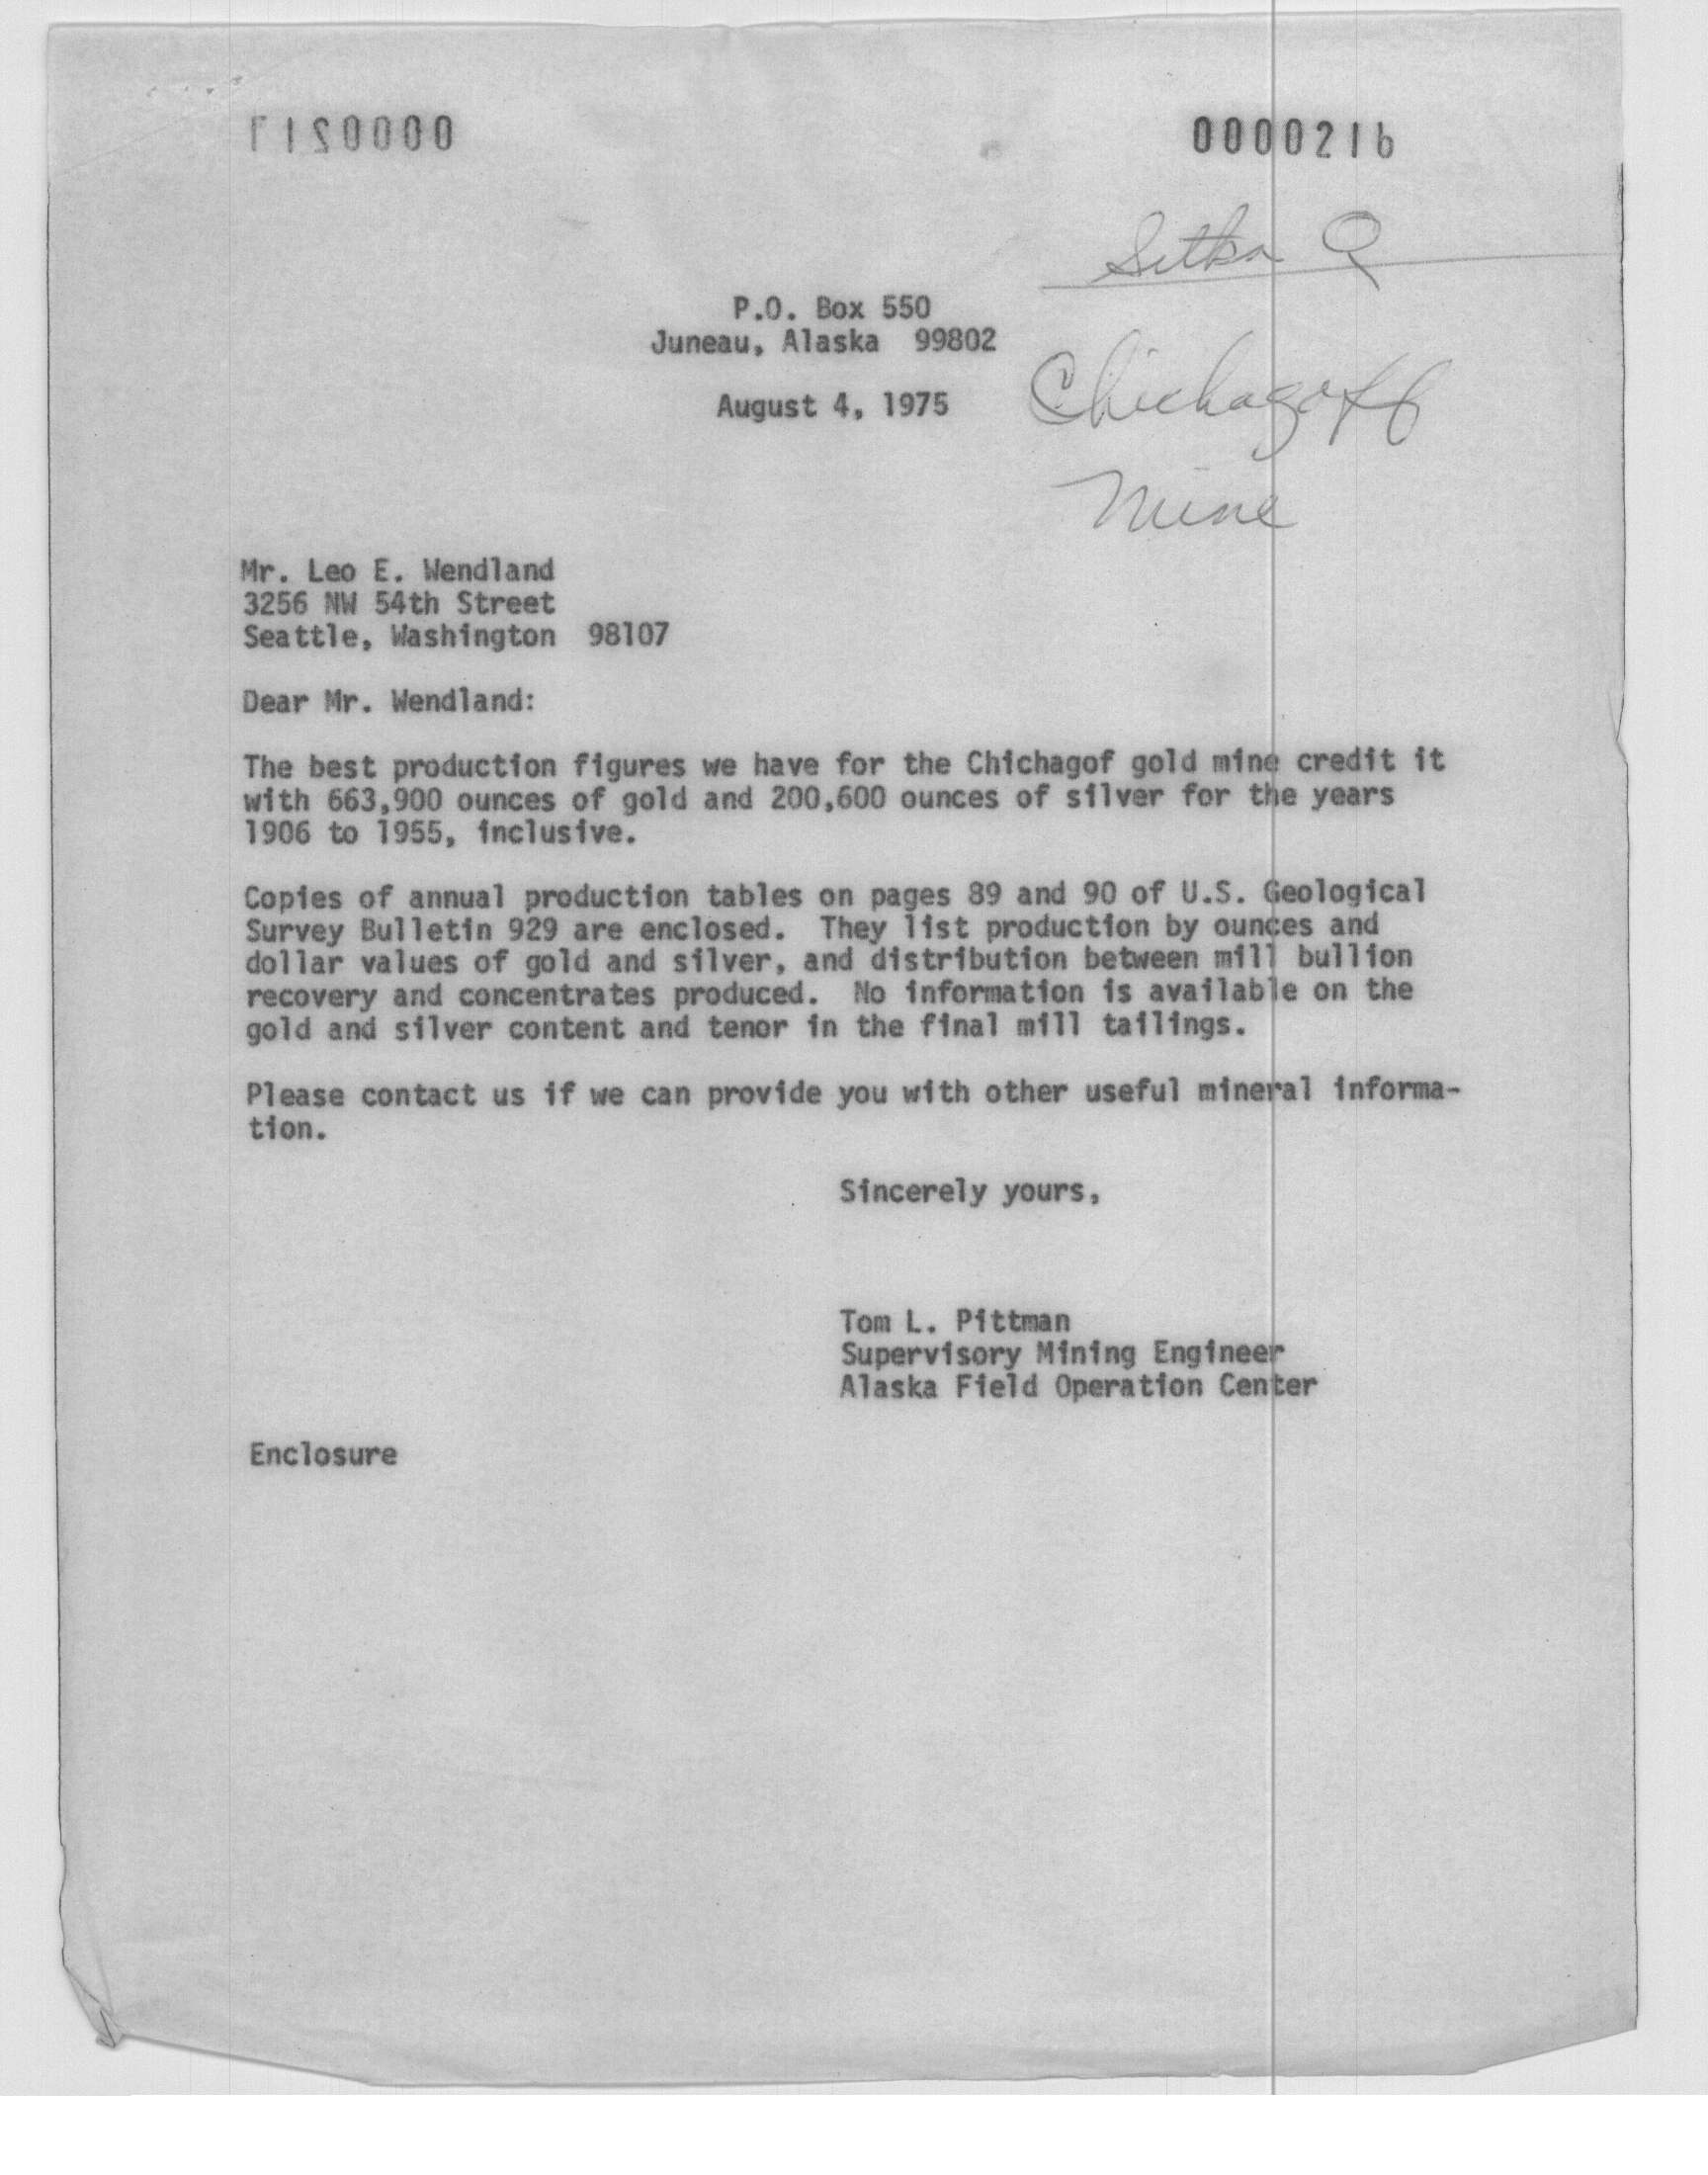 0000216
Sitka Q
P.O. Box 550
Juneau, Alaska  99802
August 4, 1975
Chichagoff
Mine
Mr. Leo E. Wendland
3256 NW 54th Street
Seattle, Washington  98107
Dear Mr. Wendland:
The best production figures we have for the Chichagof gold mine credit it
with 663,900 ounces of gold and 200,600 ounces of silver for the years
1906 to 1955, inclusive.
Copies of annual production tables on pages 89 and 90 of U.S. Geological
Survey Bulletin 929 are enclosed.  They list production by ounces and
dollar values of gold and silver, and distribution between mill bullion
recovery and concentrates produced.  No information is available on the
gold and silver content and tenor in the final mill tailings.
Please contact us if we can provide you with other useful mineral informa-
tion.
Sincerely yours,
Tom L. Pittman
Supervisory Mining Engineer
Alaska Field Operation Center
Enclosure